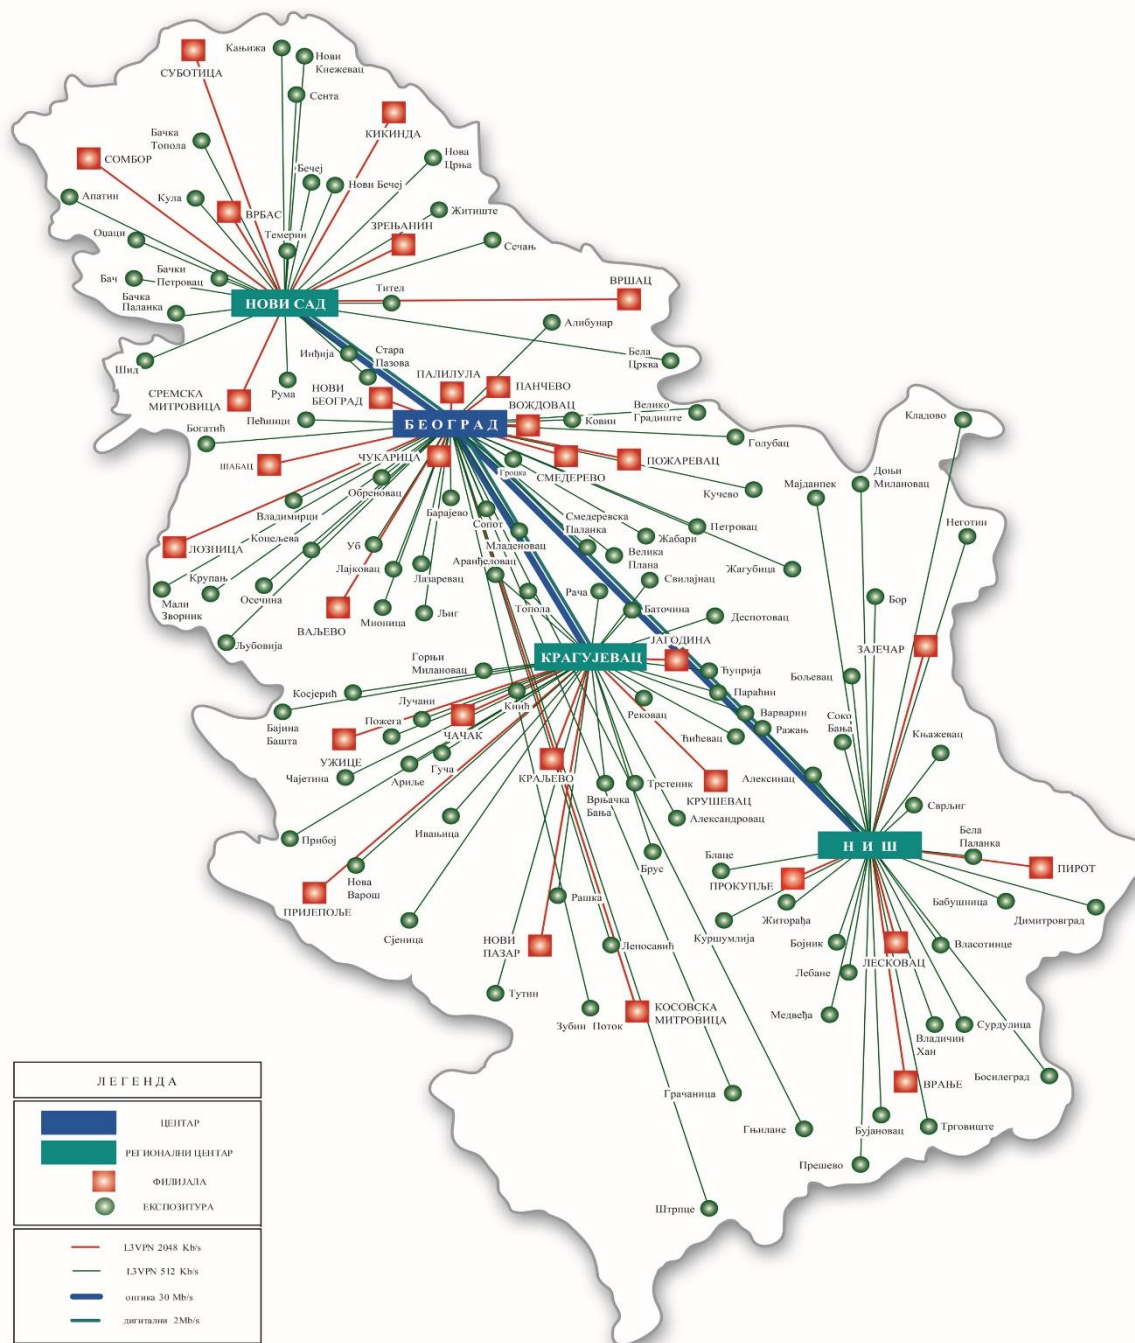 Кањижа
Нови
Кнежевац
СУБОТИЦА
Сента
КИКИНДА
Бачка
Топола
СОМБОР
Нова
Црња
Бечеј
Нови Бечеј
Апатин
Кула
ВРБАС
Житиште
ЗРЕЊАНИН
Оџаци
Темерин
Сечањ
Бач
Бачки
Петровац
ВРШАЦ
Тител
Бачка
Паланка
НОВИ САД
Алибунар
Шид
Инђија
Стара
Пазова
Бела
Црква
Рума
СРЕМСКА
МИТРОВИЦА
НОВИ
БЕОГРАД
ПАЛИЛУЛА
ПАНЧЕВО
ВОЖДОВАЦ
Велико
Градиште
Кладово
Пећинци
БЕОГРАД
Ковин
Богатић
Голубац
ШАБАЦ
ЧУКАРИЦА
Гроцка
СМЕДЕРЕВО
ПОЖАРЕВАЦ
Доњи
Милановац
Мајданпек
Обреновац
Кучево
Владимирци
Барајево
Сопот
Смедеревска
Паланка
Жабари
Петровац
Неготин
Коцељева
Младеновац
ЛОЗНИЦА
Уб
Аранђеловац
Велика
Плана
Жагубица
Лајковац
Лазаревац
Свилајнац
Крупањ
Осечина
Мали
Зворник
Рача
Бор
ВАЉЕВО
Мионица
Љиг
Топола
Баточина
Деспотовац
Љубовија
ЈАГОДИНА
ЗАЈЕЧАР
КРАГУЈЕВАЦ
Горњи
Милановац
Ћуприја
Бољевац
Косјерић
Лучани
Кнић
Параћин
Бајина
Башта
Пожега
ЧАЧАК
Рековац
Варварин
Ражањ
Соко
Бања
Књажевац
УЖИЦЕ
Ћићевац
Чајетина
Ариље
Гуча
КРАЉЕВО
Врњачка
Бања
Трстеник
КРУШЕВАЦ
Алексинац
Сврљиг
Прибој
Ивањица
Александровац
НИШ
Бела
Паланка
Нова
Варош
Брус
Блаце
ПРОКУПЉЕ
ПИРОТ
ПРИЈЕПОЉЕ
Рашка
Житорађа
Бабушница
Димитровград
Сјеница
НОВИ
ПАЗАР
Лепосавић
Куршумлија
Бојник
ЛЕСКОВАЦ
Власотинце
Лебане
Тутин
Зубин Поток
КОСОВСКА
МИТРОВИЦА
Медвеђа
Владичин
Хан
Сурдулица
Босилеград
ВРАЊЕ
Грачаница
Гњилане
Бујановац
Трговиште
Прешево
Штрпце
ЛЕГЕНДА
ЦЕНТАР
РЕГИОНАЛНИ ЦЕНТАР
ФИЛИЈАЛА
ЕКСПОЗИТУРА
L3VPN 2048 Kb/s
L3VPN 512 Kb/s
оптика 30 Mb/s
дигитални 2Mb/s